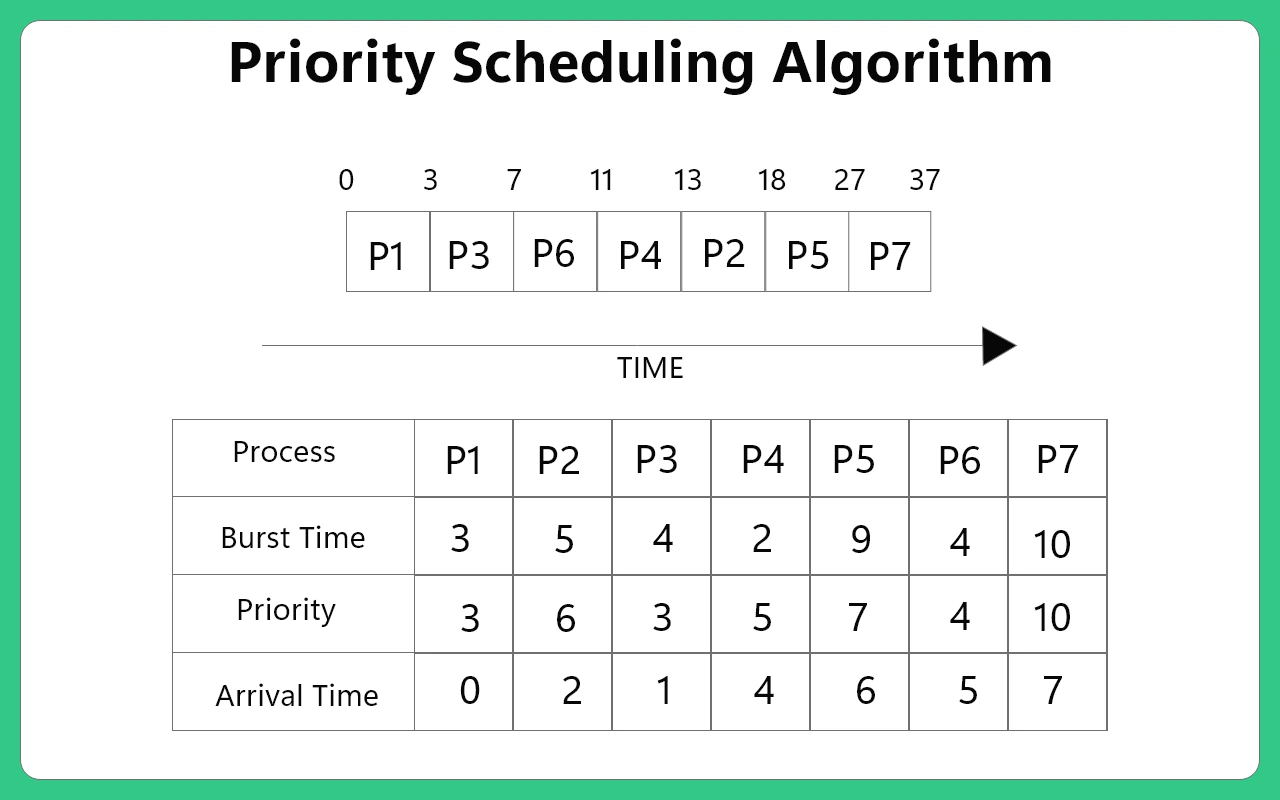 Priority Scheduling Algorithm
0 3 7 11 13 18 27 37
P1 P3 P6 P4 P2 P5 P7
TIME
Process P1 P2 P3 P4 P5 P6 P7
Burst Time 3 5 4 2 9 4 10
Priority 3 6 3 5 7 4 10
Arrival Time 0 2 1 4 6 5 7